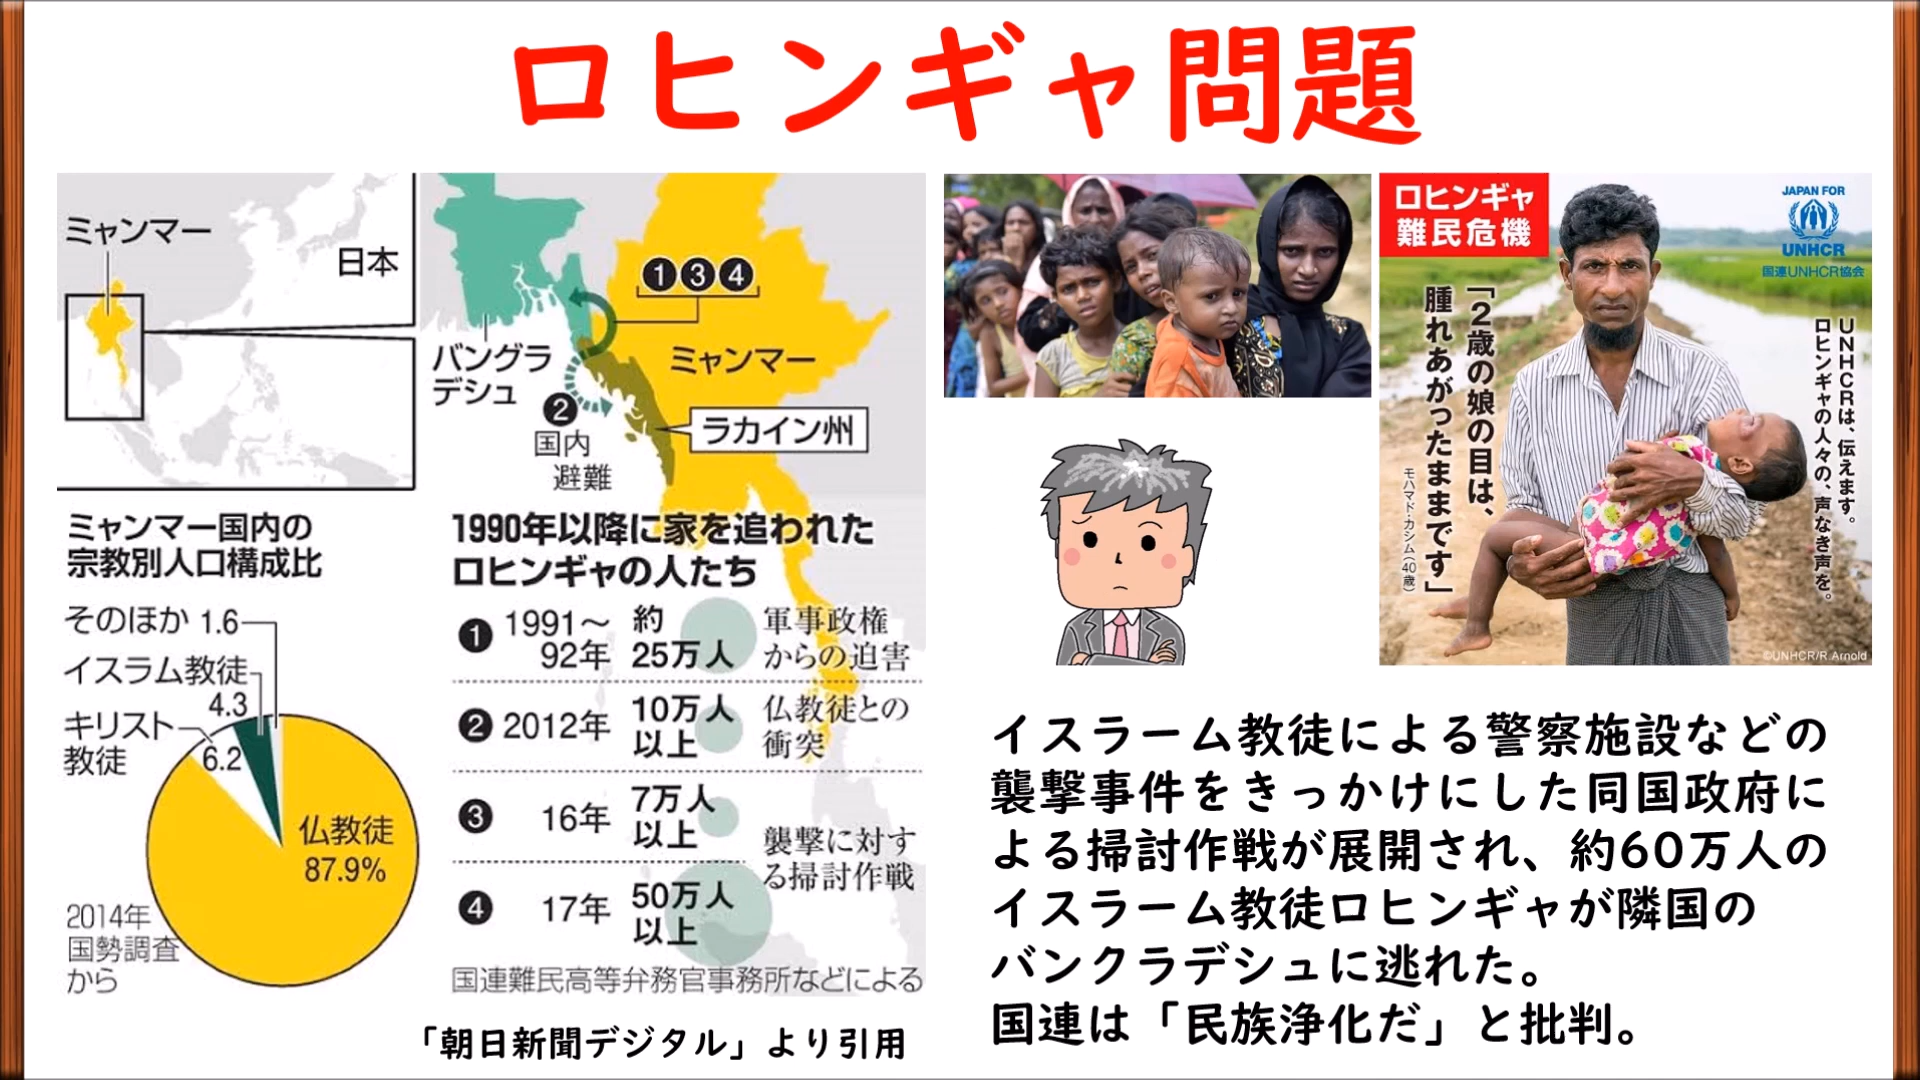 ロヒンギャ問題
ミャンマー
日本
バングラ
デシュ
❶❸❹
ミャンマー
❷
国内
避難
ラカイン州
ミャンマー国内の
宗教別人口構成比
そのほか 1.6
イスラム教徒
4.3
キリスト
教徒
6.2
仏教徒
87.9%
2014年
国勢調査
から
1990年以降に家を追われた
ロヒンギャの人たち
❶ 1991〜
92年
約
25万人
軍事政権
からの迫害
❷ 2012年
10万人
以上
仏教徒との
衝突
❸ 16年
7万人
以上
❹ 17年
50万人
以上
襲撃に対す
る掃討作戦
国連難民高等弁務官事務所などによる
「朝日新聞デジタル」より引用
ロヒンギャ
難民危機
JAPAN FOR
UNHCR
国連UNHCR協会
「2歳の娘の目は、
腫れあがったままです」
モハマド・カシム(40歳)
UNHCRは、伝えます。
ロヒンギャの人々の、声なき声を。
©UNHCR/R.Arnold
イスラーム教徒による警察施設などの
襲撃事件をきっかけにした同国政府に
よる掃討作戦が展開され、約60万人の
イスラーム教徒ロヒンギャが隣国の
バンクラデシュに逃れた。
国連は「民族浄化だ」と批判。